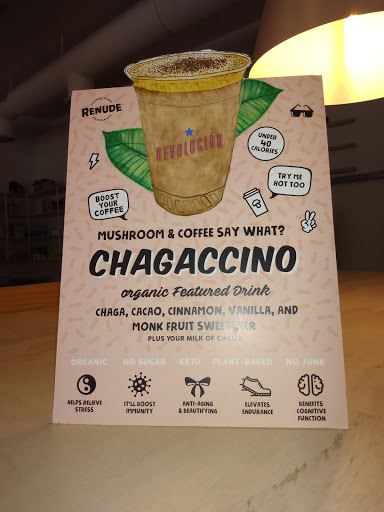 RENUDE
REVOLUCIÓN
UNDER
40
CALORIES
TRY ME
HOT TOO
BOOST
YOUR
COFFEE
MUSHROOM & COFFEE SAY WHAT?
CHAGACCINO
organic Featured Drink
CHAGA, CACAO, CINNAMON, VANILLA, AND
MONK FRUIT SWEETENER
PLUS YOUR MILK OF CHOICE
ORGANIC NO SUGAR KETO PLANT-BASED NO JUNK
HELPS RELIEVE
STRESS
IT'LL BOOST
IMMUNITY
ANTI-AGING
& BEAUTIFYING
ELEVATES
ENDURANCE
BENEFITS
COGNITIVE
FUNCTION